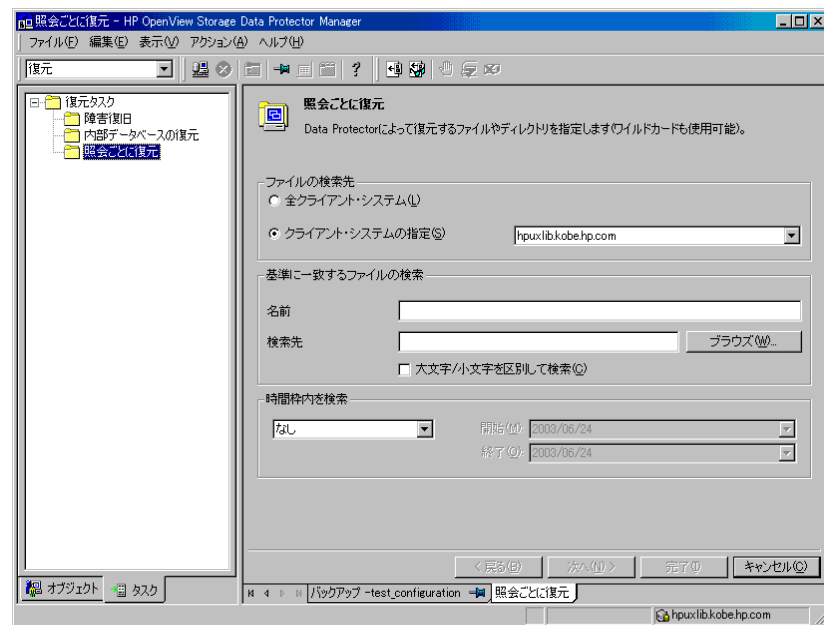 照会ごとに復元 - HP OpenView Storage Data Protector Manager
ファイル(F) 編集(E) 表示(V) アクション(A) ヘルプ(H)
復元
復元タスク
障害復旧
内部データベースの復元
照会ごとに復元
照会ごとに復元
Data Protectorによって復元するファイルやディレクトリを指定します(ワイルドカードも使用可能)。
ファイルの検索先
全クライアント・システム(L)
クライアント・システムの指定(S) hpuxlib.kobe.hp.com
基準に一致するファイルの検索
名前
検索先 ブラウズ(W)...
大文字/小文字を区別して検索(C)
時間枠内を検索
なし 開始(M): 2003/06/24
終了(O): 2003/06/24
< 戻る(B) 次へ(N) > 完了(I) キャンセル(C)
オブジェクト タスク
バックアップ -test_configuration 照会ごとに復元
hpuxlib.kobe.hp.com